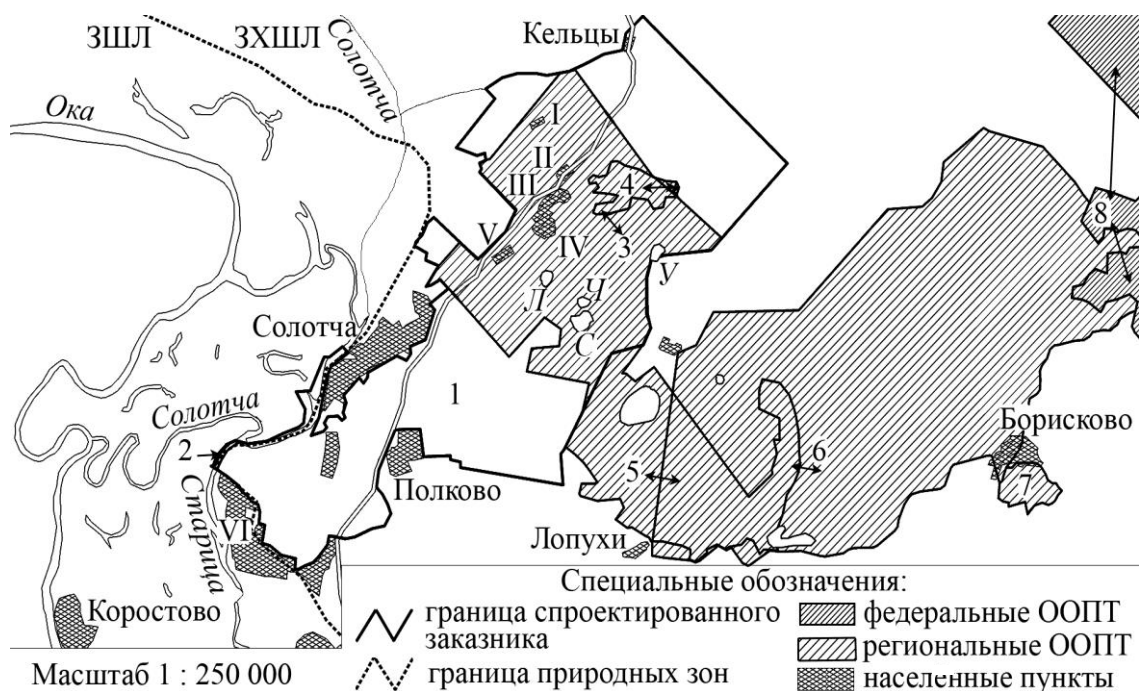 ЗШЛ ЗХШЛ Солотча Кельцы
Ока
I
II
III
4
V
IV
3
8
У
Л
Ч
С
Солотча
1
Солотча
Борисково
2
5
6
7
Полково
Старица
VI
Лопухи
Коростово
Специальные обозначения:
граница спроектированного
заказника
федеральные ООПТ
региональные ООПТ
Масштаб 1 : 250 000
граница природных зон
населенные пункты